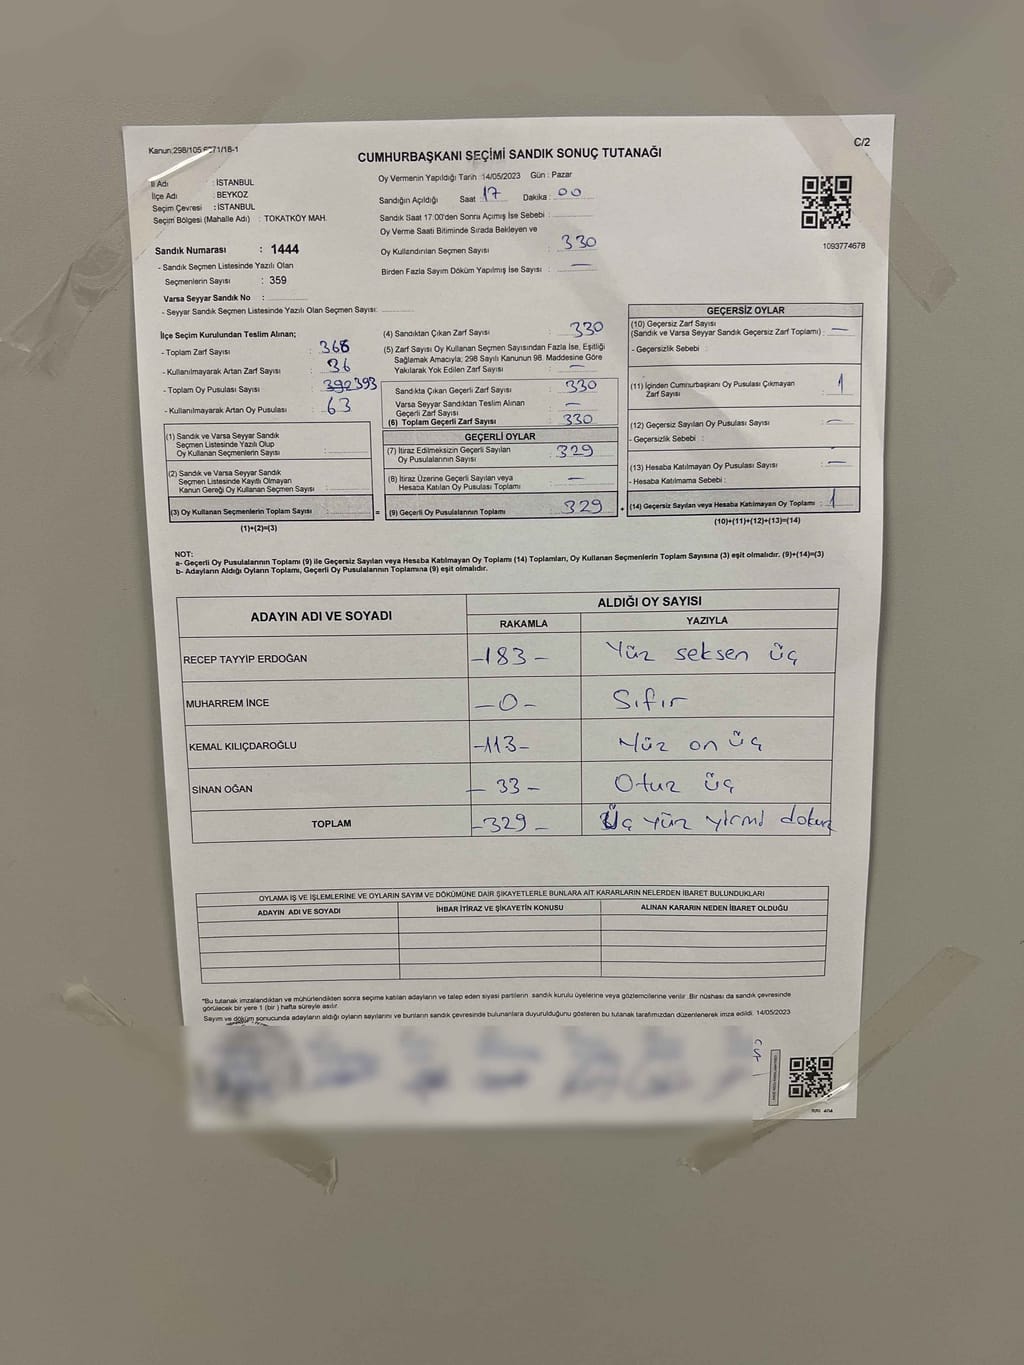 Kanun:298/105 6271/18-1
C/2
CUMHURBAŞKANI SEÇİMİ SANDIK SONUÇ TUTANAĞI
İl Adı : İSTANBUL
İlçe Adı : BEYKOZ
Seçim Çevresi : İSTANBUL
Seçim Bölgesi (Mahalle Adı) : TOKATKÖY MAH.
Sandık Numarası : 1444
- Sandık Seçmen Listesinde Yazılı Olan
Seçmenlerin Sayısı : 359
Varsa Seyyar Sandık No :
- Seyyar Sandık Seçmen Listesinde Yazılı Olan Seçmen Sayısı:
Oy Vermenin Yapıldığı Tarih :14/05/2023 Gün : Pazar
Sandığın Açıldığı Saat : 17 Dakika : 00
Sandık Saat 17:00'den Sonra Açımış İse Sebebi :
Oy Verme Saati Bitiminde Sırada Bekleyen ve
Oy Kullandırılan Seçmen Sayısı : 330
Birden Fazla Sayım Döküm Yapılmış İse Sayısı : —
1093774678
İlçe Seçim Kurulundan Teslim Alınan;
- Toplam Zarf Sayısı : 366
- Kullanılmayarak Artan Zarf Sayısı : 36
- Toplam Oy Pusulası Sayısı : 392 393
- Kullanılmayarak Artan Oy Pusulası : 63
(1) Sandık ve Varsa Seyyar Sandık
Seçmen Listesinde Yazılı Olup
Oy Kullanan Seçmenlerin Sayısı :
(2) Sandık ve Varsa Seyyar Sandık
Seçmen Listesinde Kayıtlı Olmayan
Kanun Gereği Oy Kullanan Seçmen Sayısı :
(3) Oy Kullanan Seçmenlerin Toplam Sayısı : =
(1)+(2)=(3)
(4) Sandıktan Çıkan Zarf Sayısı : 330
(5) Zarf Sayısı Oy Kullanan Seçmen Sayısından Fazla İse, Eşitliği
Sağlamak Amacıyla; 298 Sayılı Kanunun 98. Maddesine Göre
Yakılarak Yok Edilen Zarf Sayısı : —
Sandıkta Çıkan Geçerli Zarf Sayısı : 330
Varsa Seyyar Sandıktan Teslim Alınan
Geçerli Zarf Sayısı : —
(6) Toplam Geçerli Zarf Sayısı : 330
GEÇERLİ OYLAR
(7) İtiraz Edilmeksizin Geçerli Sayılan
Oy Pusulalarının Sayısı : 329
(8) İtiraz Üzerine Geçerli Sayılan veya
Hesaba Katılan Oy Pusulası Toplamı : —
(9) Geçerli Oy Pusulalarının Toplamı : 329 +
GEÇERSİZ OYLAR
(10) Geçersiz Zarf Sayısı
(Sandık ve Varsa Seyyar Sandık Geçersiz Zarf Toplamı) : —
- Geçersizlik Sebebi :
(11) İçinden Cumhurbaşkanı Oy Pusulası Çıkmayan
Zarf Sayısı : 1
(12) Geçersiz Sayılan Oy Pusulası Sayısı : —
- Geçersizlik Sebebi :
(13) Hesaba Katılmayan Oy Pusulası Sayısı : —
- Hesaba Katılmama Sebebi :
(14) Geçersiz Sayılan veya Hesaba Katılmayan Oy Toplamı : 1
(10)+(11)+(12)+(13)=(14)
NOT:
a- Geçerli Oy Pusulalarının Toplamı (9) ile Geçersiz Sayılan veya Hesaba Katılmayan Oy Toplamı (14) Toplamları, Oy Kullanan Seçmenlerin Toplam Sayısına (3) eşit olmalıdır. (9)+(14)=(3)
b- Adayların Aldığı Oyların Toplamı, Geçerli Oy Pusulalarının Toplamına (9) eşit olmalıdır.
ADAYIN ADI VE SOYADI
ALDIĞI OY SAYISI
RAKAMLA YAZIYLA
RECEP TAYYİP ERDOĞAN -183- Yüz seksen üç
MUHARREM İNCE -0- Sıfır
KEMAL KILIÇDAROĞLU -113- Yüz on üç
SİNAN OĞAN - 33 - Otuz üç
TOPLAM -329- Üç yüz yirmi dokuz
OYLAMA İŞ VE İŞLEMLERİNE VE OYLARIN SAYIM VE DÖKÜMÜNE DAİR ŞİKAYETLERLE BUNLARA AİT KARARLARIN NELERDEN İBARET BULUNDUKLARI
ADAYIN ADI VE SOYADI İHBAR İTİRAZ VE ŞİKAYETİN KONUSU ALINAN KARARIN NEDEN İBARET OLDUĞU
*Bu tutanak imzalandıktan ve mühürlendikten sonra seçime katılan adayların ve talep eden siyasi partilerin sandık kurulu üyelerine veya gözlemcilerine verilir .Bir nüshası da sandık çevresinde
görülecek bir yere 1 (bir ) hafta süreyle asılır.
Sayım ve döküm sonucunda adayların aldığı oyların sayılarını ve bunların sandık çevresinde bulunanlara duyurulduğunu gösteren bu tutanak tarafımızdan düzenlenerek imza edildi. 14/05/2023